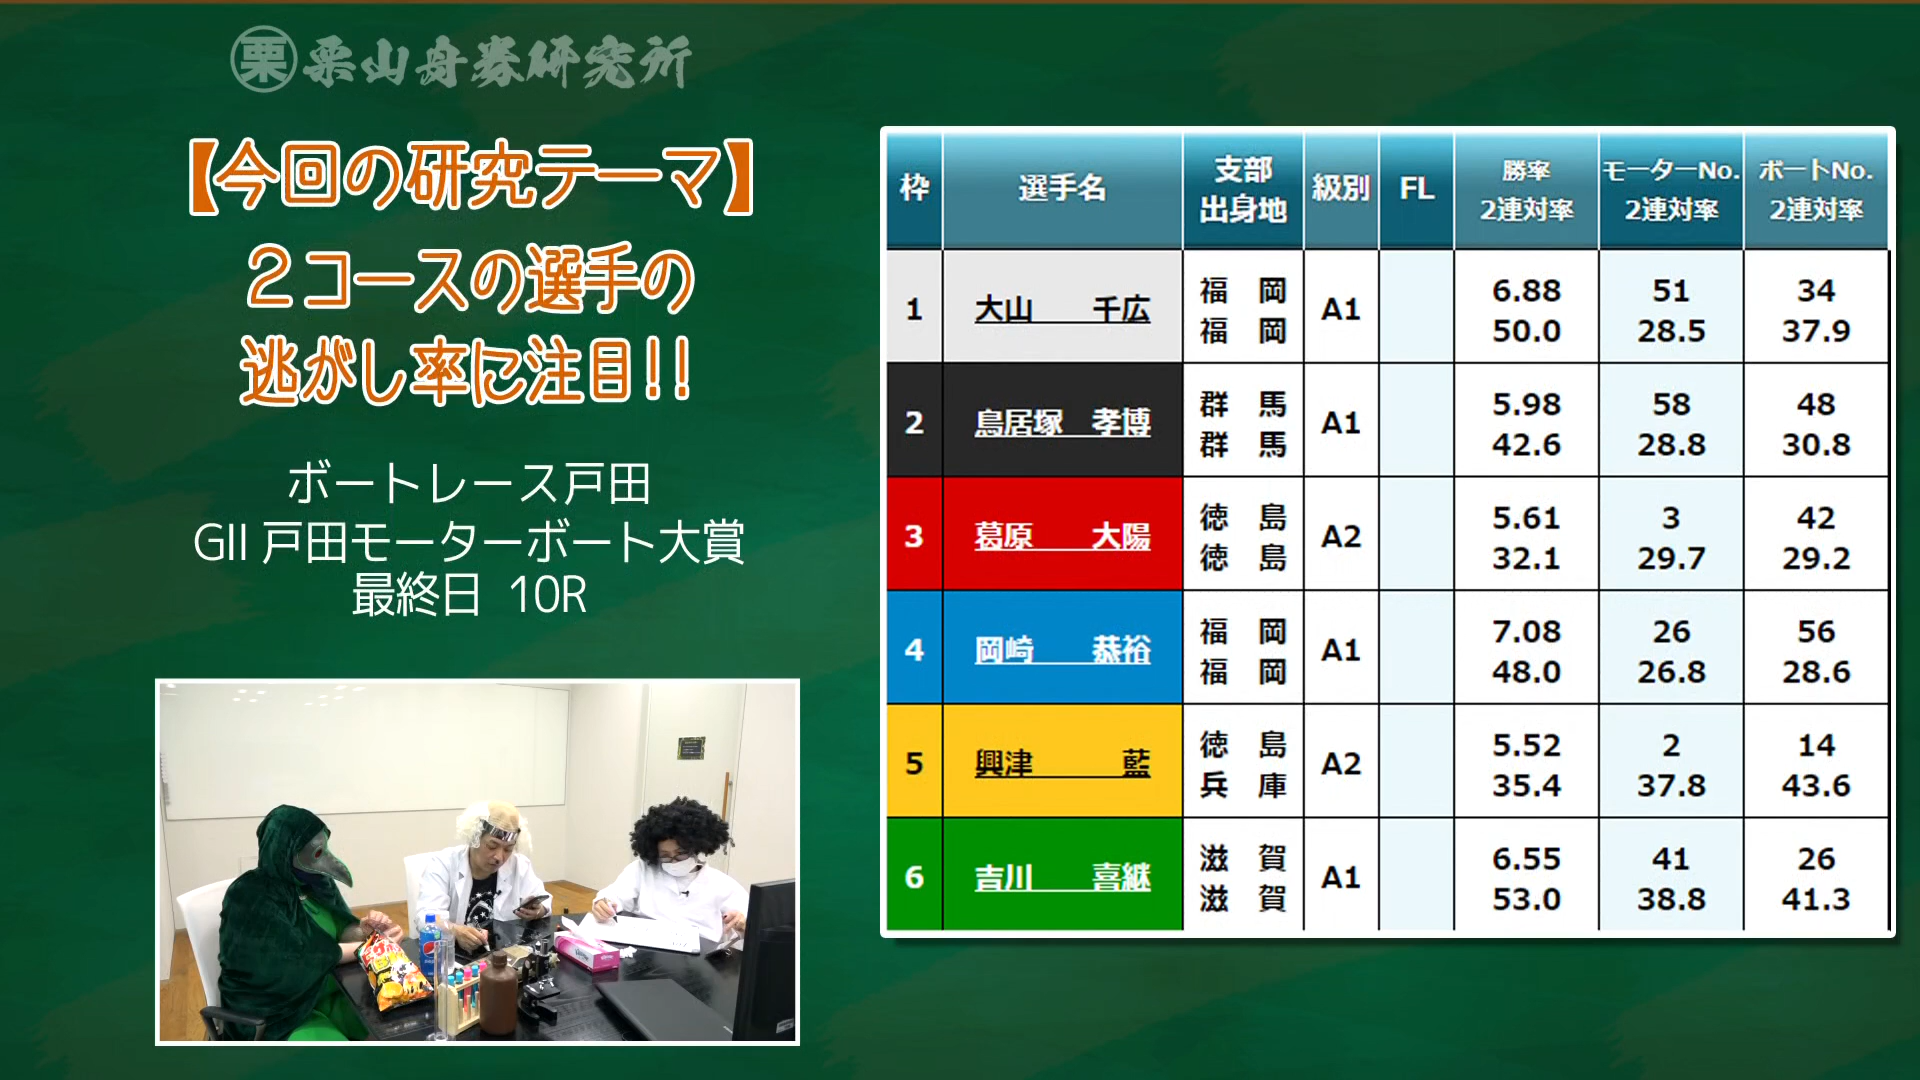 栗 栗山舟券研究所
【今回の研究テーマ】
２コースの選手の
逃がし率に注目!!
ボートレース戸田
GII 戸田モーターボート大賞
最終日 10R
枠 選手名 支部 出身地 級別 FL 勝率 2連対率 モーターNo. 2連対率 ボートNo. 2連対率
1 大山 千広 福岡 福岡 A1 6.88 50.0 51 28.5 34 37.9
2 鳥居塚 孝博 群馬 群馬 A1 5.98 42.6 58 28.8 48 30.8
3 葛原 大陽 徳島 徳島 A2 5.61 32.1 3 29.7 42 29.2
4 岡崎 恭裕 福岡 福岡 A1 7.08 48.0 26 26.8 56 28.6
5 興津 藍 徳島 兵庫 A2 5.52 35.4 2 37.8 14 43.6
6 吉川 喜継 滋賀 滋賀 A1 6.55 53.0 41 38.8 26 41.3